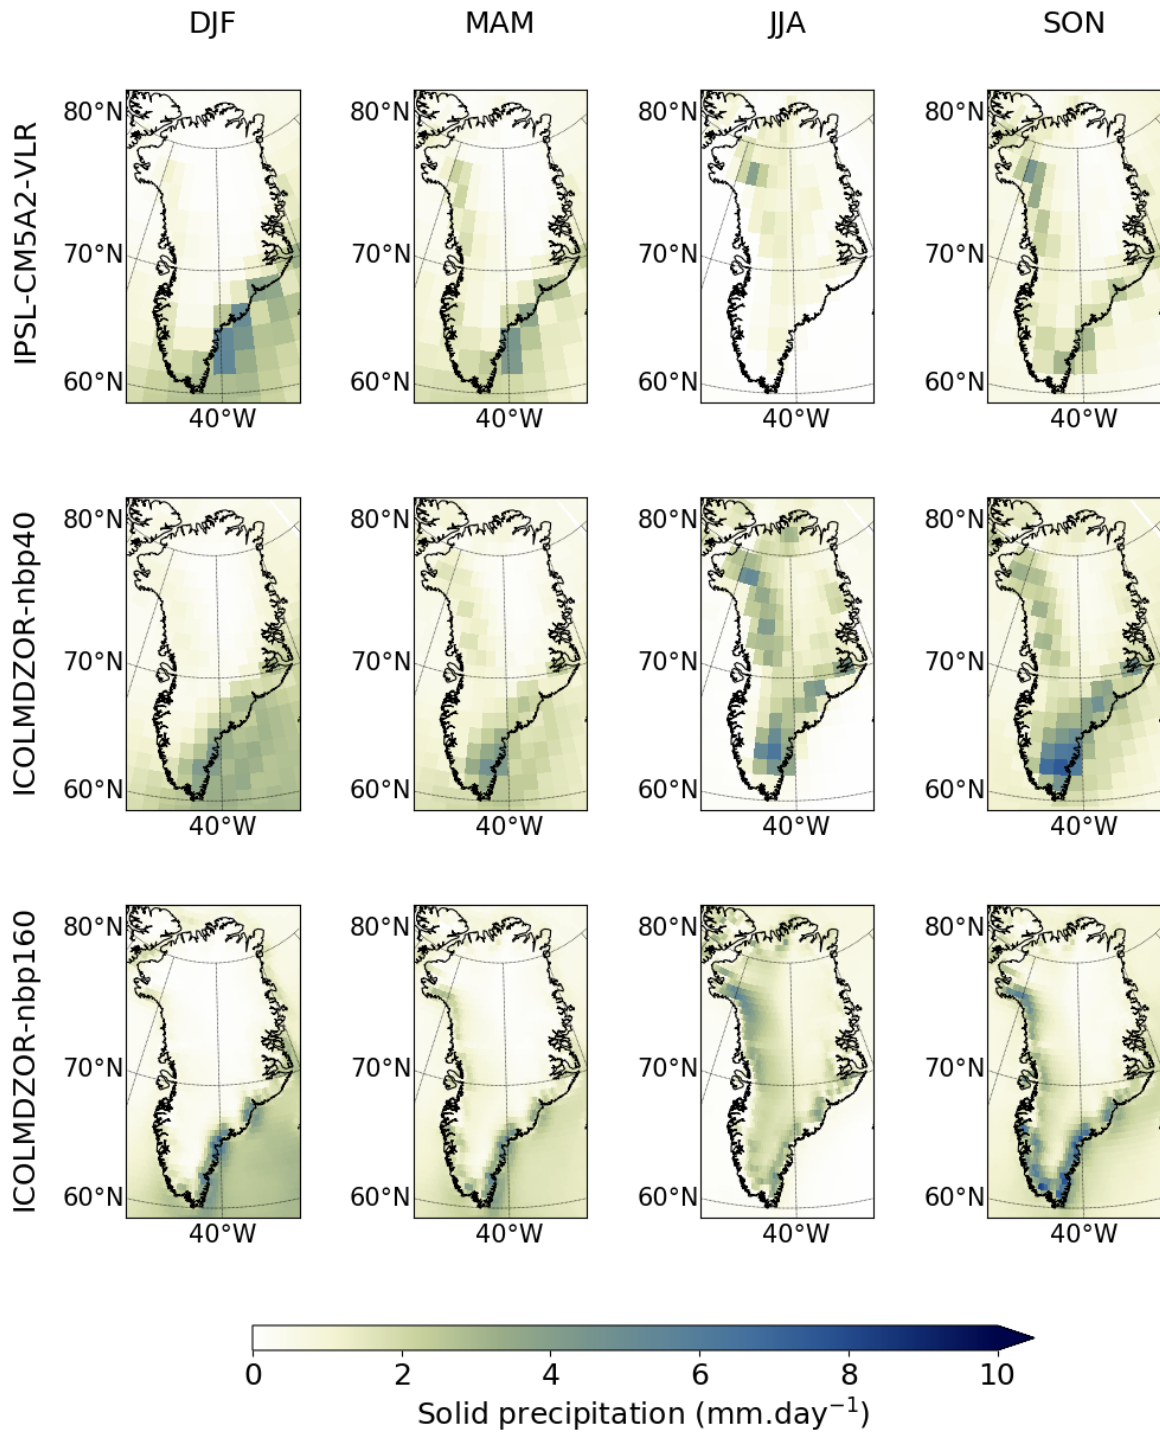 DJF MAM JJA SON
IPSL-CM5A2-VLR
80°N 80°N 80°N 80°N
70°N 70°N 70°N 70°N
60°N 60°N 60°N 60°N
40°W 40°W 40°W 40°W
ICOLMDZOR-nbp40
80°N 80°N 80°N 80°N
70°N 70°N 70°N 70°N
60°N 60°N 60°N 60°N
40°W 40°W 40°W 40°W
ICOLMDZOR-nbp160
80°N 80°N 80°N 80°N
70°N 70°N 70°N 70°N
60°N 60°N 60°N 60°N
40°W 40°W 40°W 40°W
0 2 4 6 8 10
Solid precipitation (mm.day⁻¹)